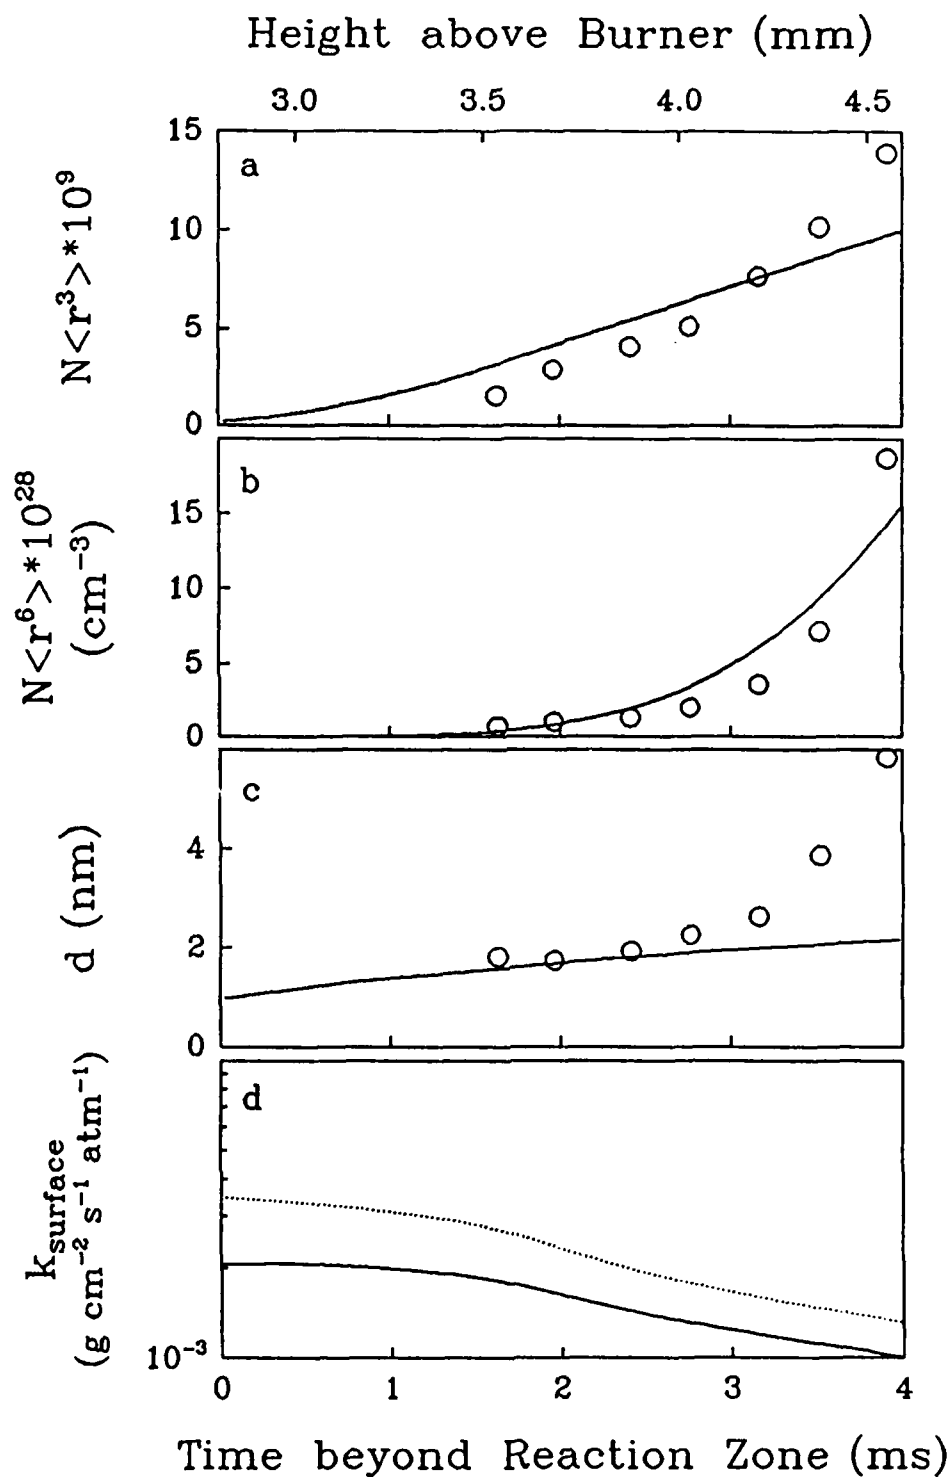 Height above Burner (mm)
3.0 3.5 4.0 4.5
15
a
10
5
0
N<r³>*10⁹
b
15
10
5
0
N<r⁶>*10²⁸
(cm⁻³)
c
4
2
0
d (nm)
d
10⁻³
k_surface
(g cm⁻² s⁻¹ atm⁻¹)
0 1 2 3 4
Time beyond Reaction Zone (ms)